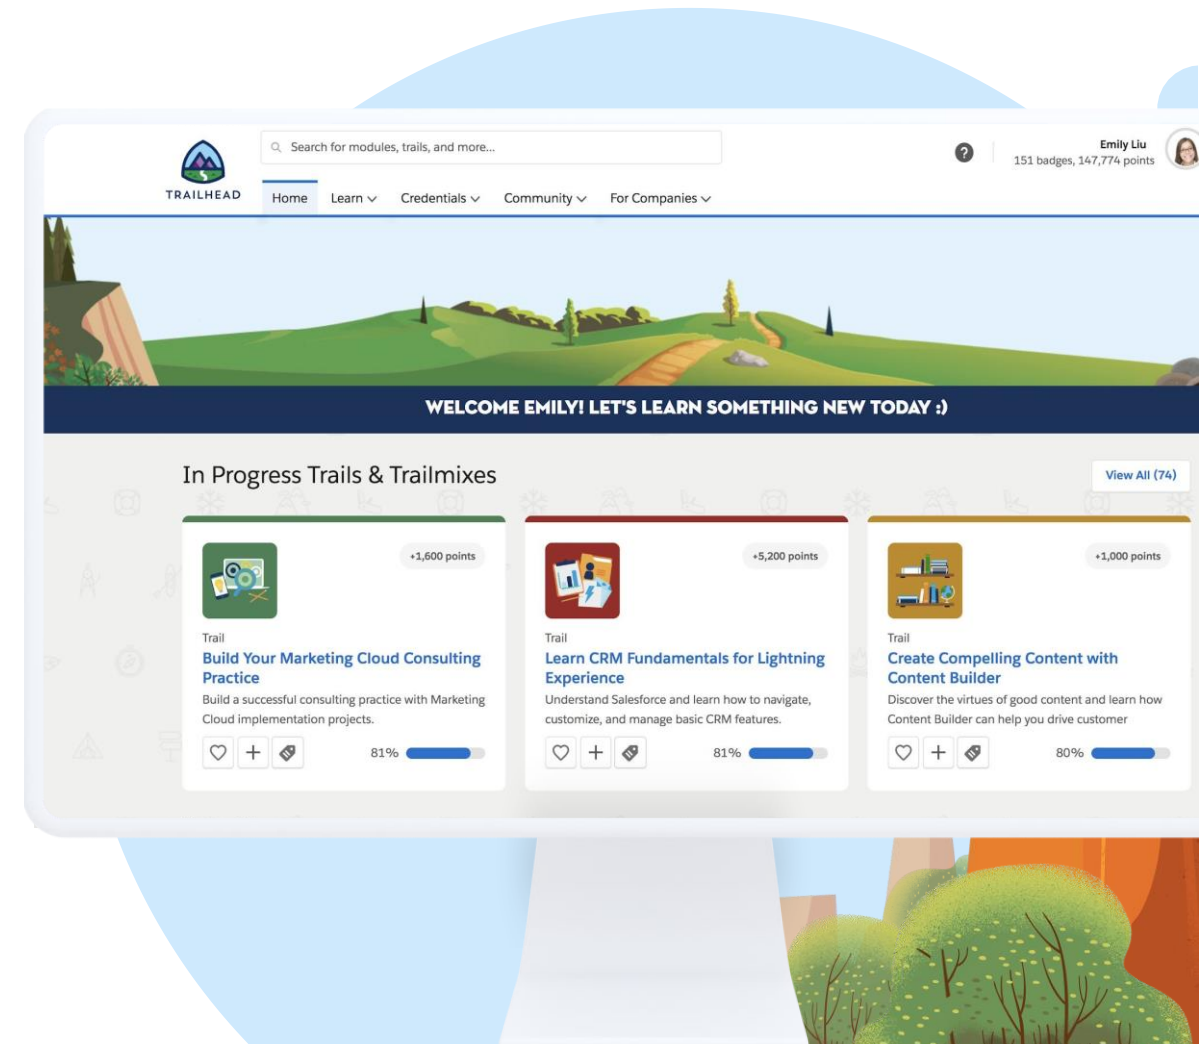 Search for modules, trails, and more...
Emily Liu
151 badges, 147,774 points
TRAILHEAD
Home Learn Credentials Community For Companies
WELCOME EMILY! LET'S LEARN SOMETHING NEW TODAY :)
In Progress Trails & Trailmixes
View All (74)
+1,600 points
Trail
Build Your Marketing Cloud Consulting
Practice
Build a successful consulting practice with Marketing
Cloud implementation projects.
81%
+5,200 points
Trail
Learn CRM Fundamentals for Lightning
Experience
Understand Salesforce and learn how to navigate,
customize, and manage basic CRM features.
81%
+1,000 points
Trail
Create Compelling Content with
Content Builder
Discover the virtues of good content and learn how
Content Builder can help you drive customer
80%